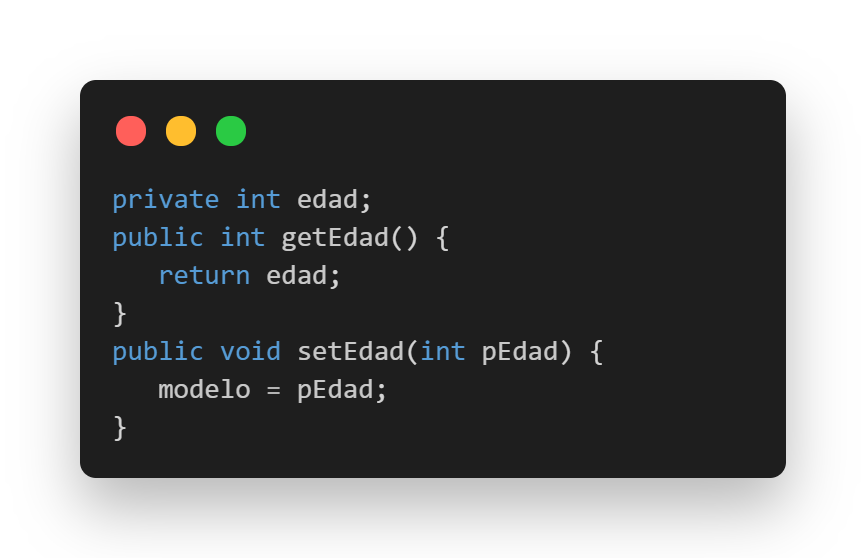 private int edad;
public int getEdad() {
   return edad;
}
public void setEdad(int pEdad) {
   modelo = pEdad;
}